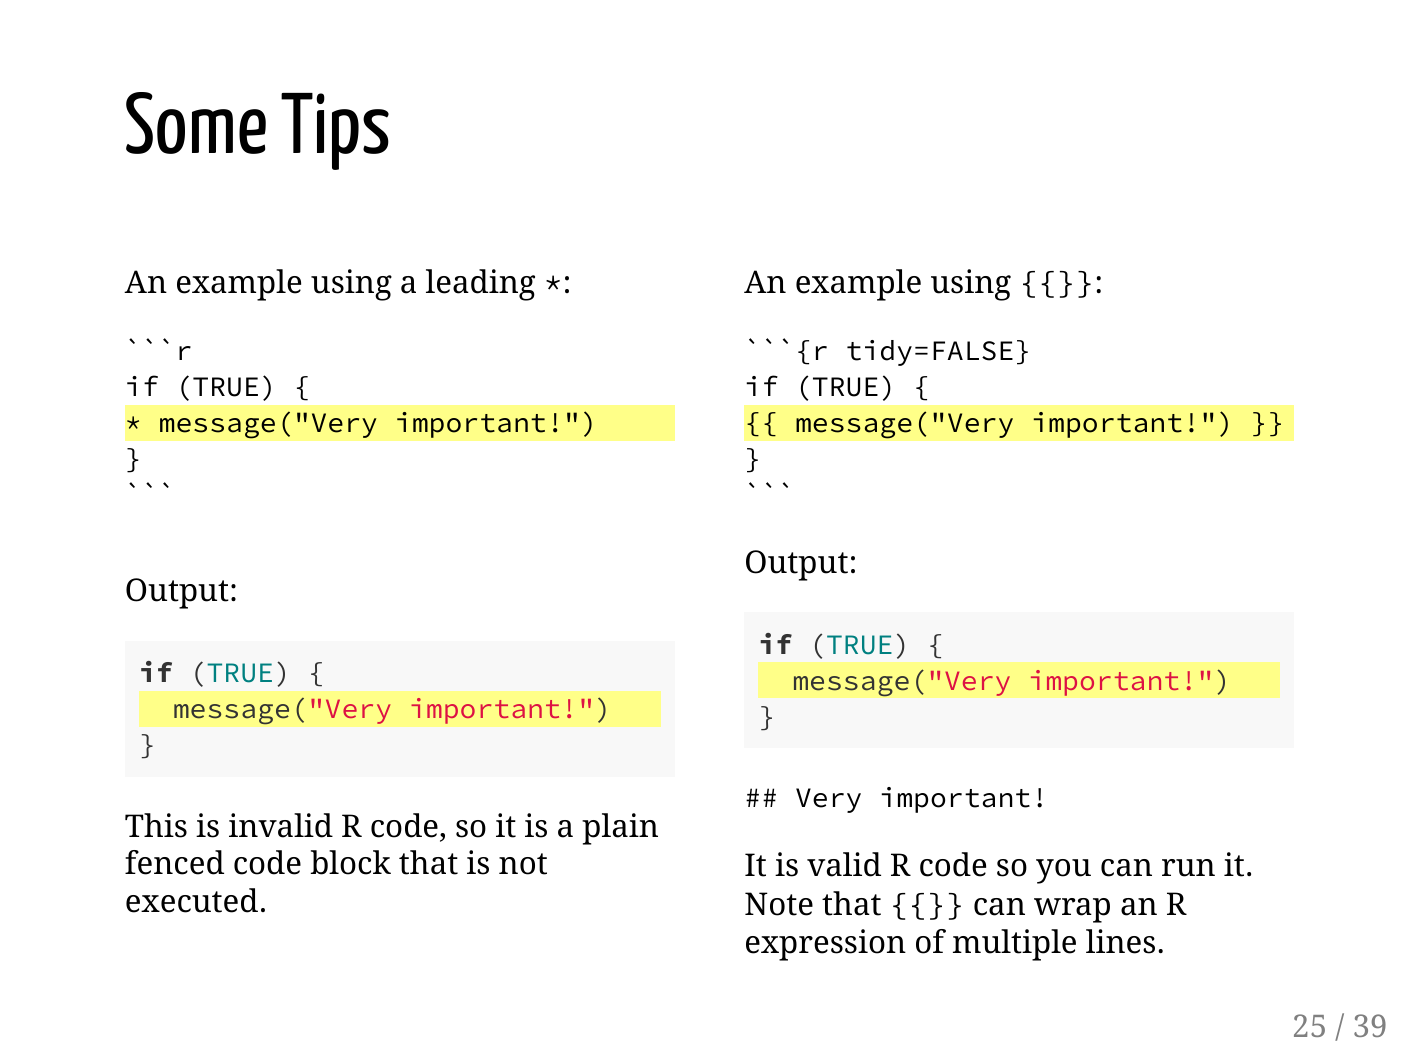 Some Tips
An example using a leading *:
```r
if (TRUE) {
* message("Very important!")
}
```
Output:
if (TRUE) {
  message("Very important!")
}
This is invalid R code, so it is a plain
fenced code block that is not
executed.
An example using {{}}:
```{r tidy=FALSE}
if (TRUE) {
{{ message("Very important!") }}
}
```
Output:
if (TRUE) {
  message("Very important!")
}
## Very important!
It is valid R code so you can run it.
Note that {{}} can wrap an R
expression of multiple lines.
25 / 39